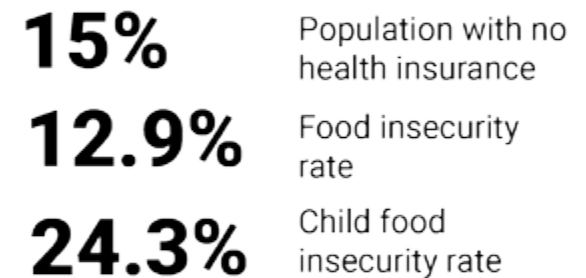 15%
Population with no
health insurance
12.9%
Food insecurity
rate
24.3%
Child food
insecurity rate